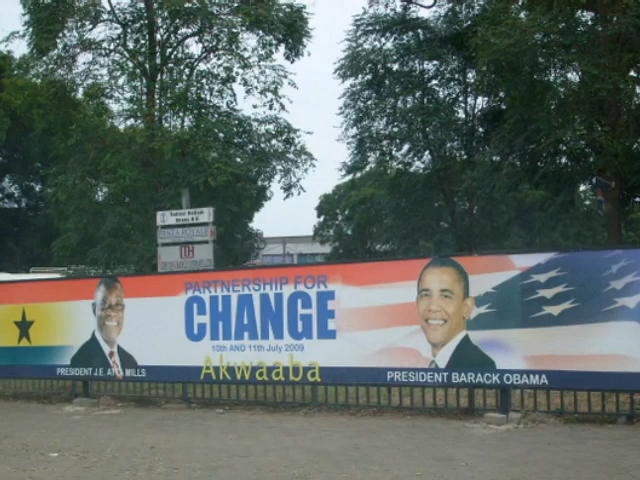 PARTNERSHIP FOR
CHANGE
10th AND 11th July 2009
Akwaaba
PRESIDENT J.E. ATTA MILLS
PRESIDENT BARACK OBAMA